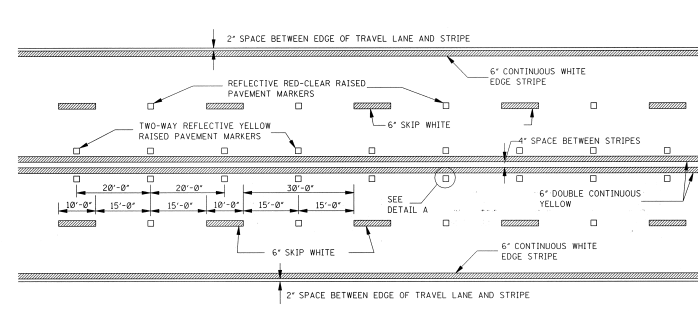 2" SPACE BETWEEN EDGE OF TRAVEL LANE AND STRIPE
6" CONTINUOUS WHITE
EDGE STRIPE
REFLECTIVE RED-CLEAR RAISED
PAVEMENT MARKERS
TWO-WAY REFLECTIVE YELLOW
RAISED PAVEMENT MARKERS
6" SKIP WHITE
4" SPACE BETWEEN STRIPES
20'-0"
20'-0"
30'-0"
10'-0"
15'-0"
15'-0"
10'-0"
15'-0"
15'-0"
SEE
DETAIL A
6" DOUBLE CONTINUOUS
YELLOW
6" SKIP WHITE
6" CONTINUOUS WHITE
EDGE STRIPE
2" SPACE BETWEEN EDGE OF TRAVEL LANE AND STRIPE